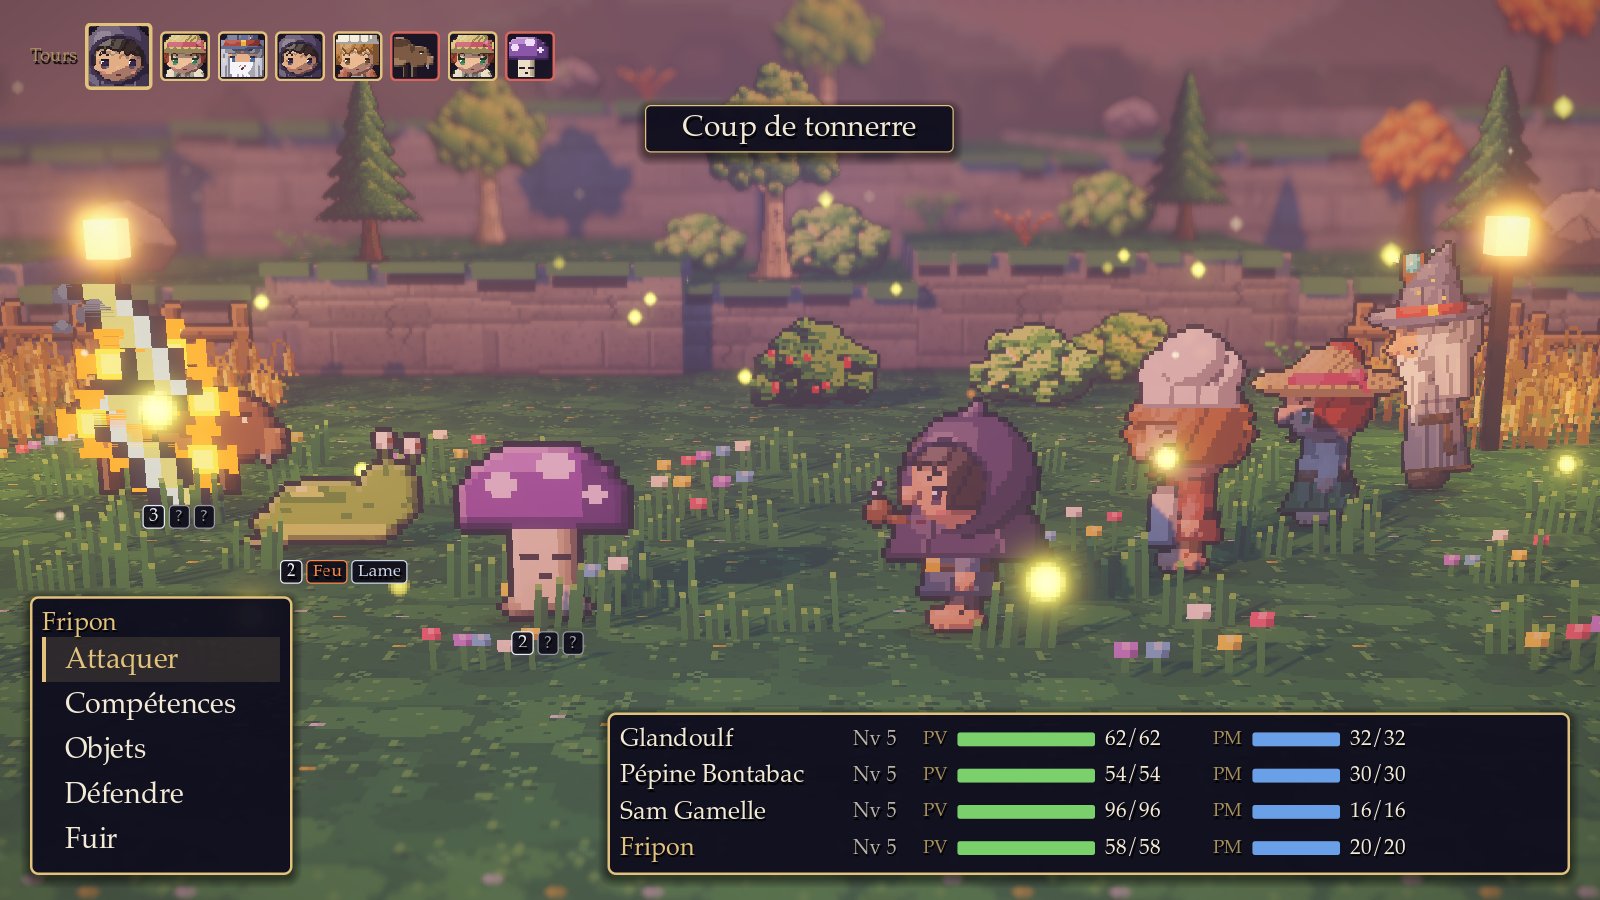 Tours
Coup de tonnerre
3 ? ?
2 Feu Lame
2 ? ?
Fripon
Attaquer
Compétences
Objets
Défendre
Fuir
Glandoulf Nv 5 PV 62/62 PM 32/32
Pépine Bontabac Nv 5 PV 54/54 PM 30/30
Sam Gamelle Nv 5 PV 96/96 PM 16/16
Fripon Nv 5 PV 58/58 PM 20/20